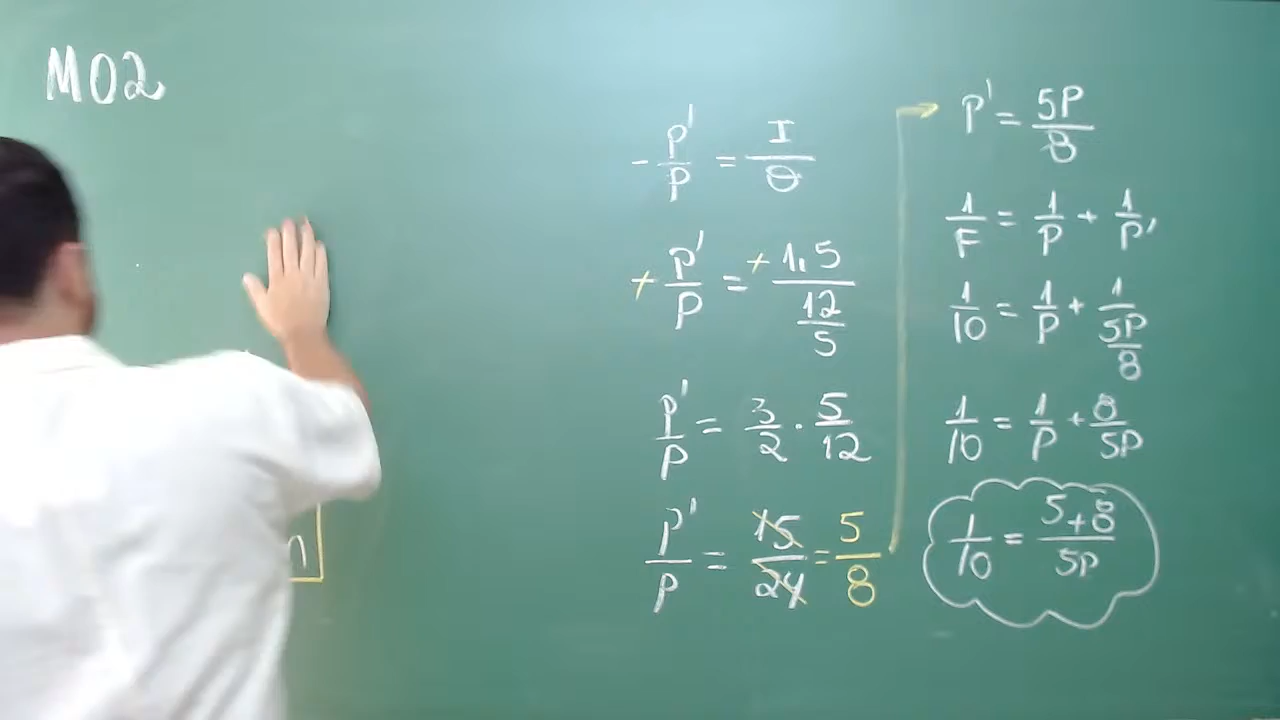 M02
- P'/P = I/θ
+ P'/P = + 1,5/(12/5)
P'/P = 3/2 · 5/12
P'/P = 15/24 = 5/8
P' = 5P/8
1/F = 1/P + 1/P'
1/10 = 1/P + 1/(5P/8)
1/10 = 1/P + 8/5P
1/10 = (5+8)/5P